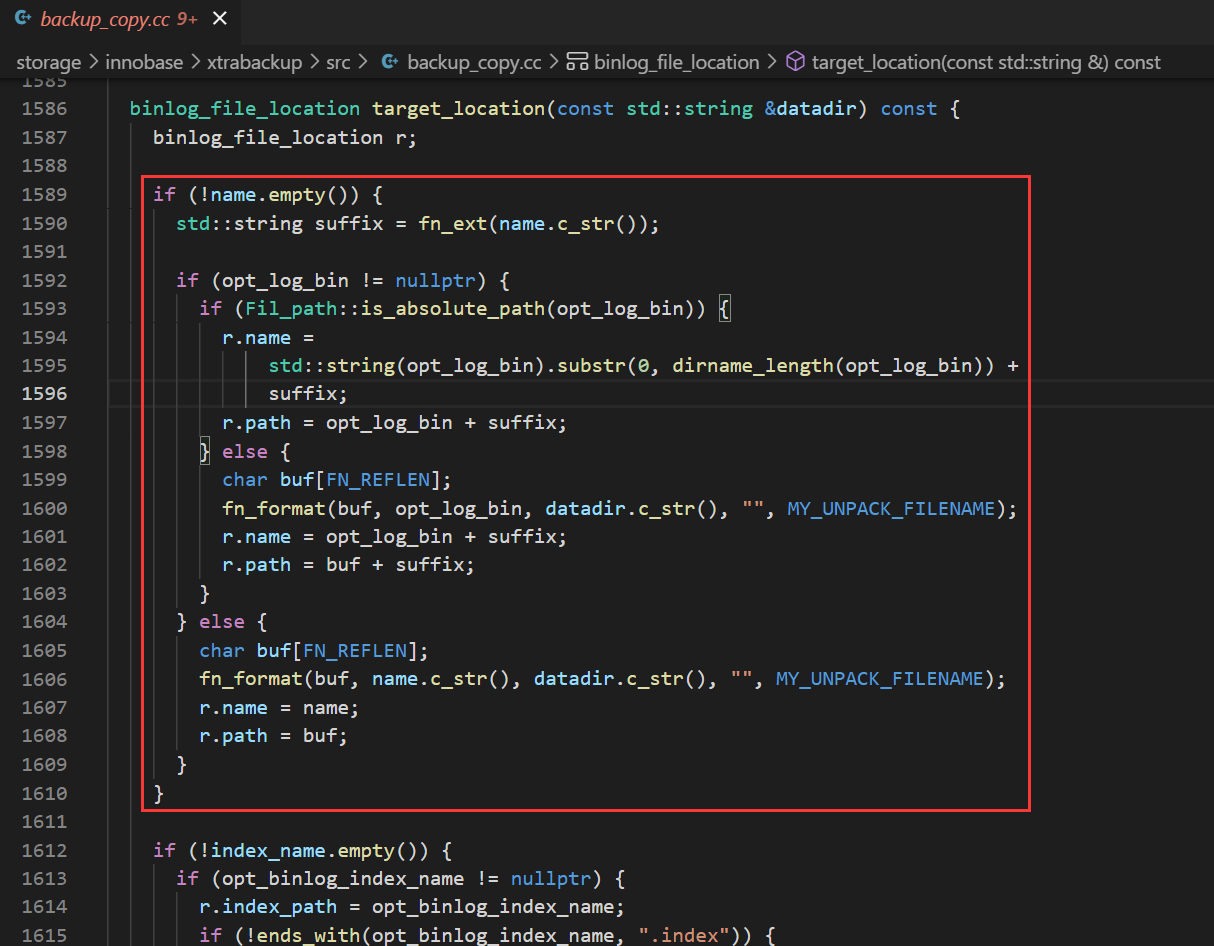 backup_copy.cc 9+ ×
storage > innobase > xtrabackup > src > backup_copy.cc > binlog_file_location > target_location(const std::string &) const
1585
1586 binlog_file_location target_location(const std::string &datadir) const {
1587 binlog_file_location r;
1588
1589 if (!name.empty()) {
1590 std::string suffix = fn_ext(name.c_str());
1591
1592 if (opt_log_bin != nullptr) {
1593 if (Fil_path::is_absolute_path(opt_log_bin)) {
1594 r.name =
1595 std::string(opt_log_bin).substr(0, dirname_length(opt_log_bin)) +
1596 suffix;
1597 r.path = opt_log_bin + suffix;
1598 } else {
1599 char buf[FN_REFLEN];
1600 fn_format(buf, opt_log_bin, datadir.c_str(), "", MY_UNPACK_FILENAME);
1601 r.name = opt_log_bin + suffix;
1602 r.path = buf + suffix;
1603 }
1604 } else {
1605 char buf[FN_REFLEN];
1606 fn_format(buf, name.c_str(), datadir.c_str(), "", MY_UNPACK_FILENAME);
1607 r.name = name;
1608 r.path = buf;
1609 }
1610 }
1611
1612 if (!index_name.empty()) {
1613 if (opt_binlog_index_name != nullptr) {
1614 r.index_path = opt_binlog_index_name;
1615 if (!ends_with(opt_binlog_index_name, ".index")) {